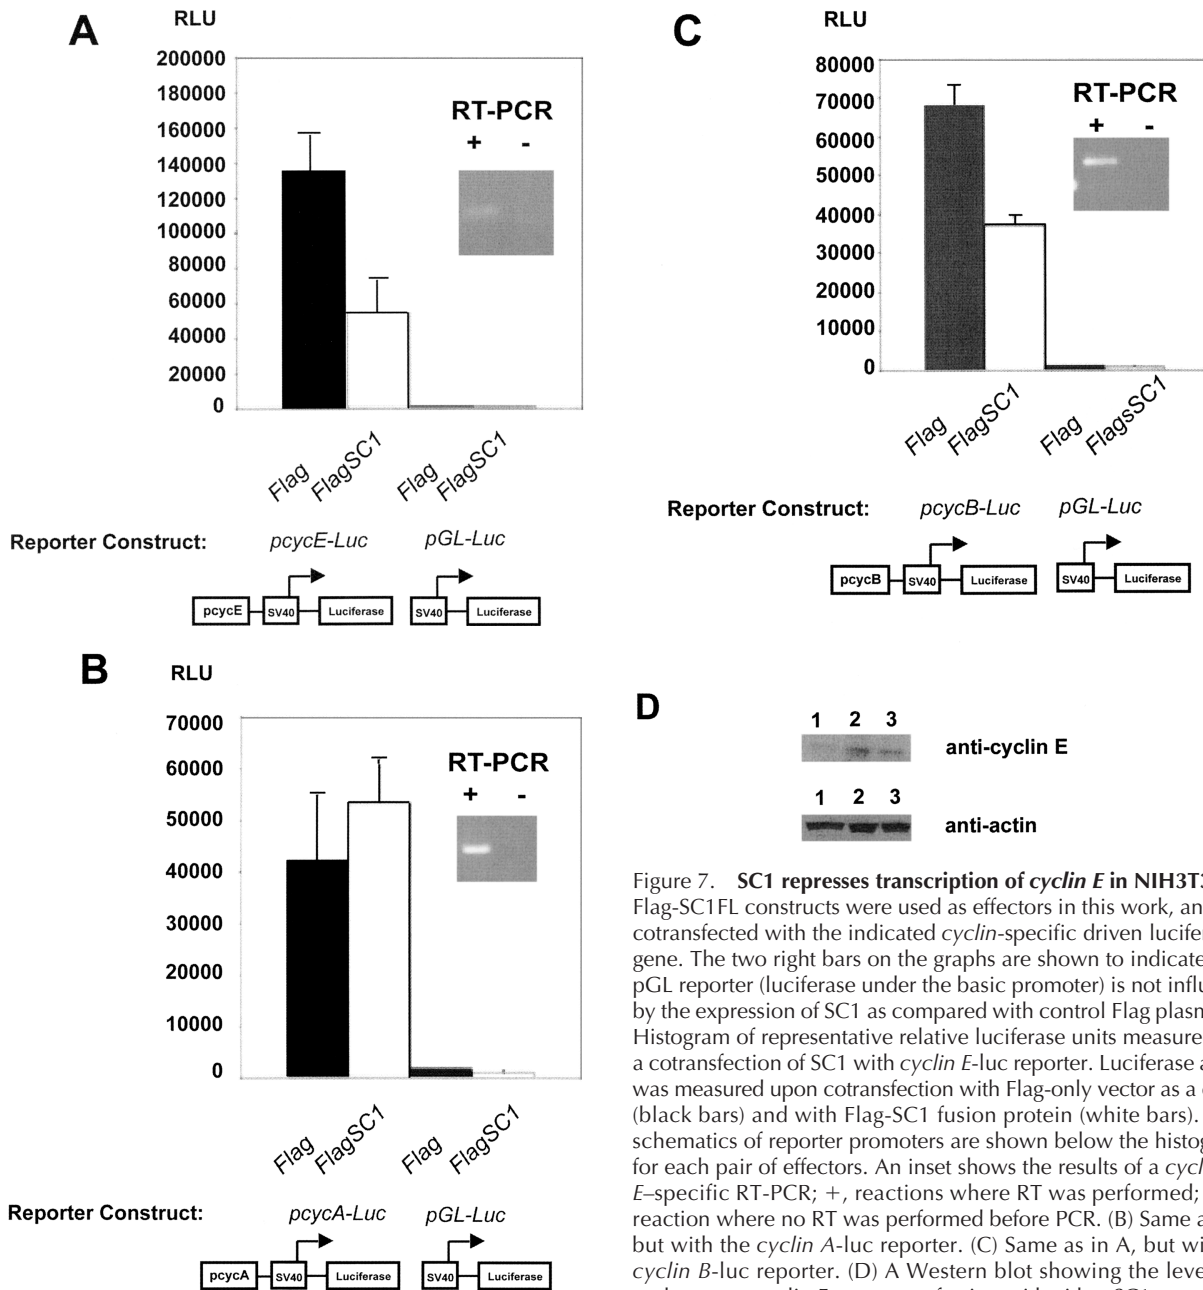 A
RLU
200000
180000
160000
140000
120000
100000
80000
60000
40000
20000
0
RT-PCR
+ -
Flag FlagSC1 Flag FlagSC1
Reporter Construct: pcycE-Luc pGL-Luc
pcycE SV40 Luciferase SV40 Luciferase
B
RLU
70000
60000
50000
40000
30000
20000
10000
0
RT-PCR
+ -
Flag FlagSC1 Flag FlagSC1
Reporter Construct: pcycA-Luc pGL-Luc
pcycA SV40 Luciferase SV40 Luciferase
C
RLU
80000
70000
60000
50000
40000
30000
20000
10000
0
RT-PCR
+ -
Flag FlagSC1 Flag FlagsSC1
Reporter Construct: pcycB-Luc pGL-Luc
pcycB SV40 Luciferase SV40 Luciferase
D
1 2 3
anti-cyclin E
1 2 3
anti-actin
Figure 7. SC1 represses transcription of cyclin E in NIH3T3
Flag-SC1FL constructs were used as effectors in this work, an
cotransfected with the indicated cyclin-specific driven lucifer
gene. The two right bars on the graphs are shown to indicate
pGL reporter (luciferase under the basic promoter) is not influ
by the expression of SC1 as compared with control Flag plasm
Histogram of representative relative luciferase units measure
a cotransfection of SC1 with cyclin E-luc reporter. Luciferase a
was measured upon cotransfection with Flag-only vector as a
(black bars) and with Flag-SC1 fusion protein (white bars).
schematics of reporter promoters are shown below the histog
for each pair of effectors. An inset shows the results of a cycl
E–specific RT-PCR; +, reactions where RT was performed;
reaction where no RT was performed before PCR. (B) Same a
but with the cyclin A-luc reporter. (C) Same as in A, but wi
cyclin B-luc reporter. (D) A Western blot showing the level